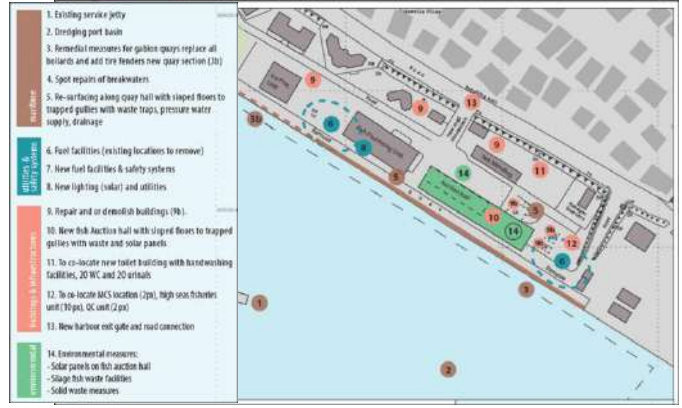 1. Existing service jetty
2. Dredging port basin
3. Remedial measures for gabion quays replace all
bollards and add tire fenders new quay section (3b)
4. Spot repairs of breakwaters
5. Re-surfacing along quay hall with sloped floors to
trapped gullies with waste traps, pressure water
supply, drainage
maritime
6. Fuel facilities (existing locations to remove)
7. New fuel facilities & safety systems
8. New lighting (solar) and utilities
utilities &
safety systems
9. Repair and or demolish buildings (9b).
10. New fish Auction hall with sloped floors to trapped
gullies with waste and solar panels
11. To co-locate new toilet building with handwashing
facilities, 20 WC and 20 urinals
12. To co-locate MCS location (2px), high seas fisheries
unit (10 px), QC unit (2 px)
13. New harbour exit gate and road connection
buildings & infrastructures
14. Environmental measures:
- Solar panels on fish auction hall
- Silage fish waste facilities
- Solid waste measures
environmental
9
13
9
3b
6
9
8
11
14
5
9b
5
10
9b
14
9b
12
6
3
1
2